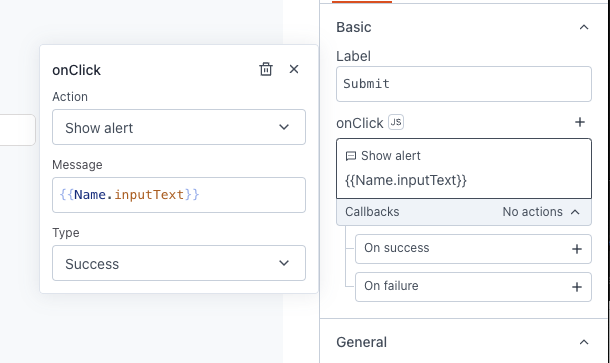 onClick
Action
Show alert
Message
{{Name.inputText}}
Type
Success
Basic
Label
Submit
onClick JS
Show alert
{{Name.inputText}}
Callbacks No actions
On success
On failure
General